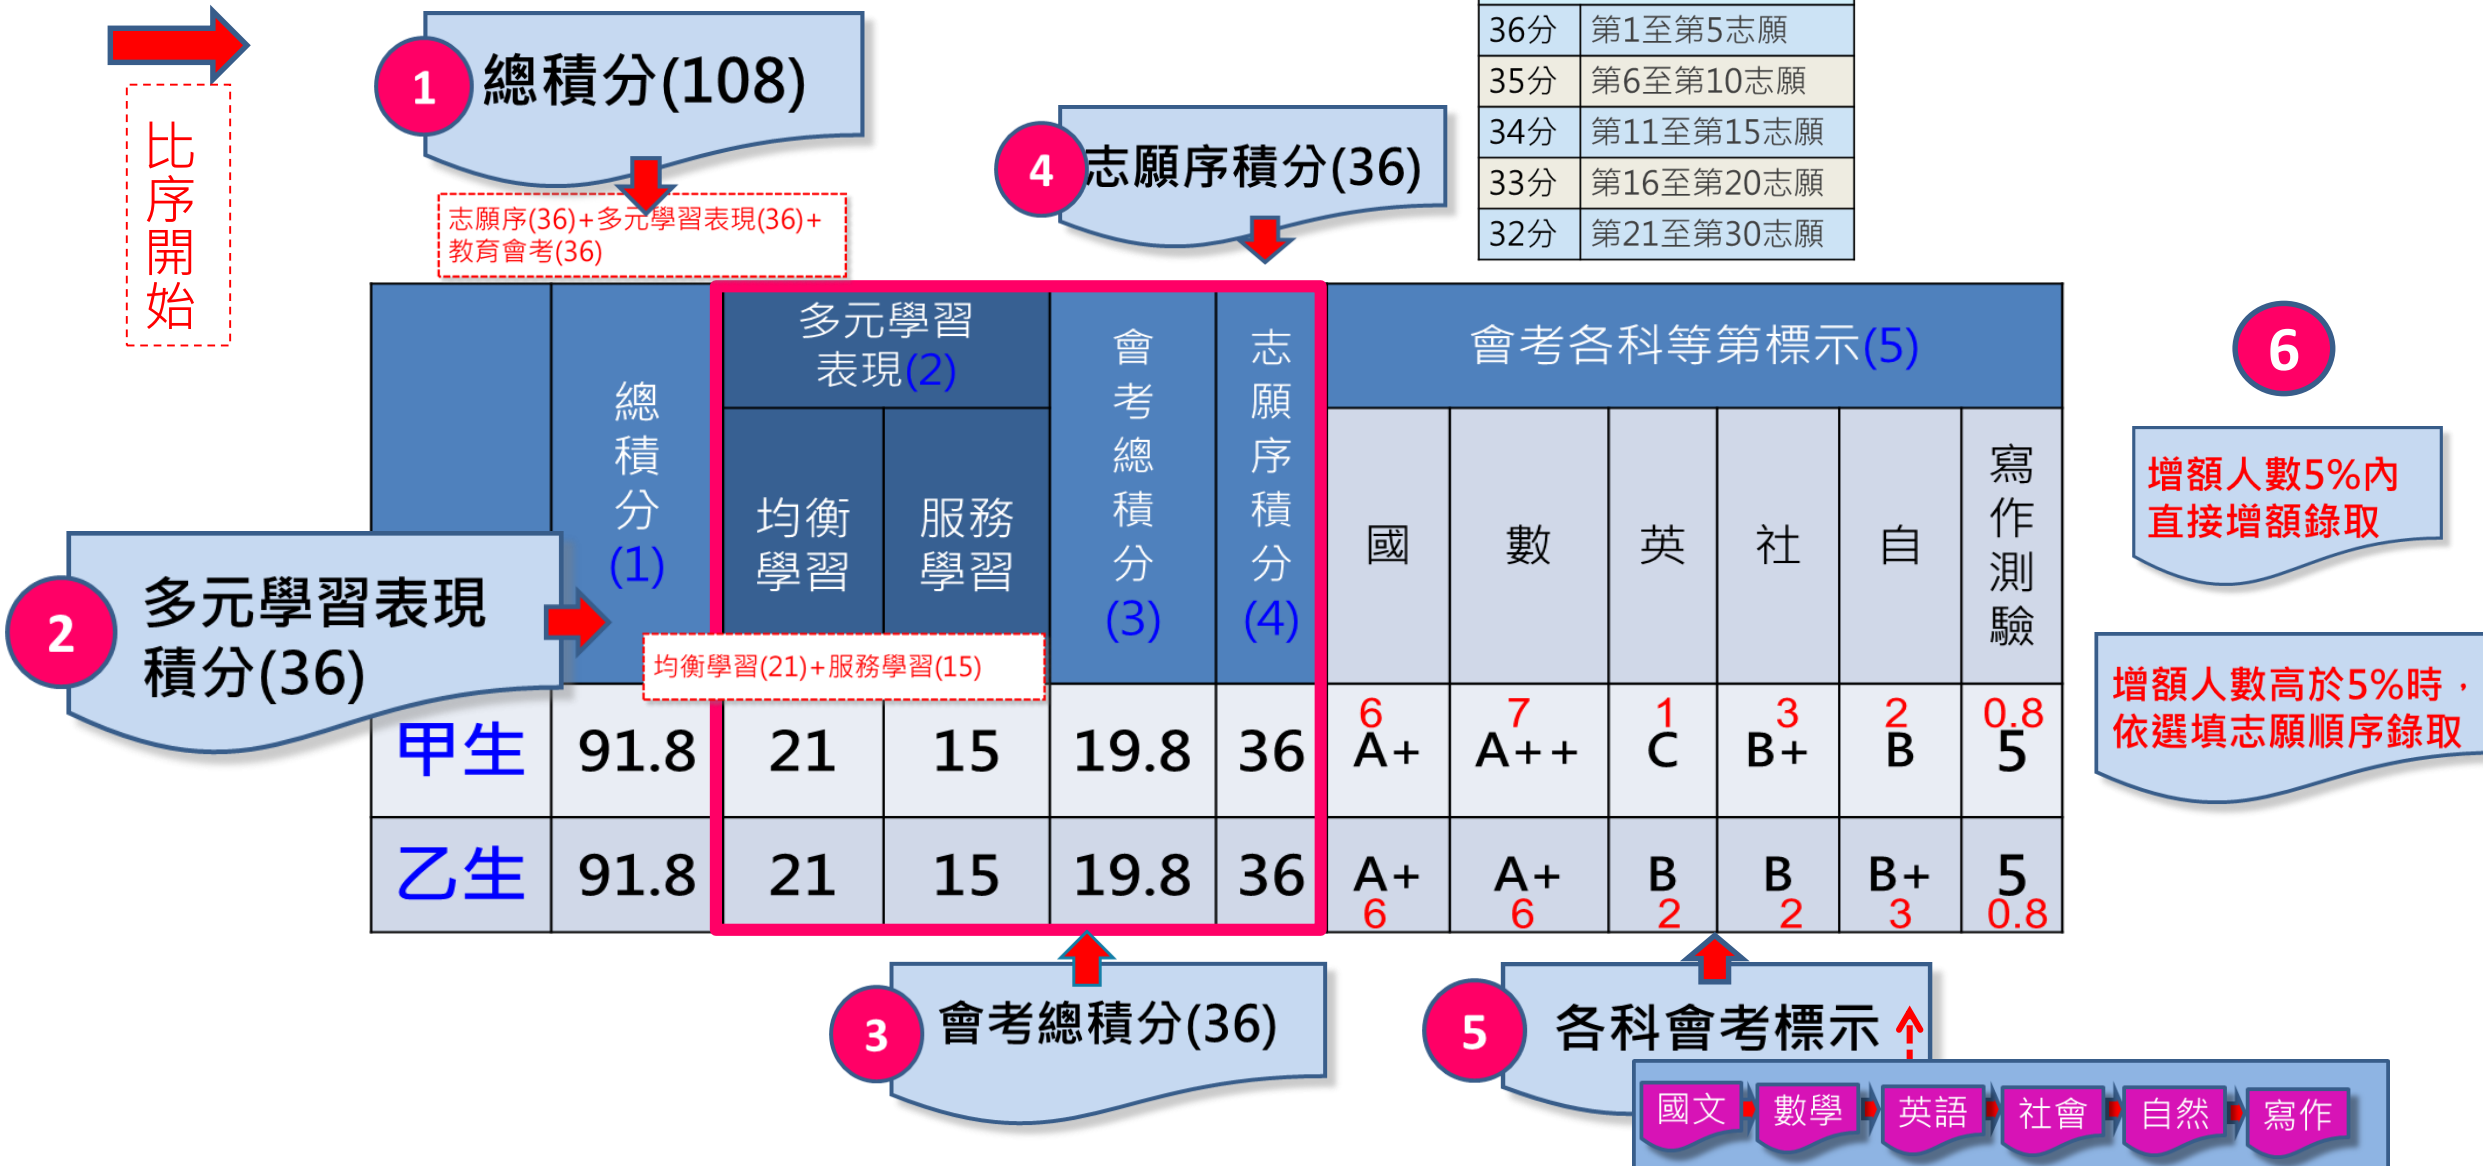 比序開始
1
總積分(108)
志願序(36)+多元學習表現(36)+
教育會考(36)
4
志願序積分(36)
36分 第1至第5志願
35分 第6至第10志願
34分 第11至第15志願
33分 第16至第20志願
32分 第21至第30志願
2
多元學習表現
積分(36)
總積分(1)
多元學習
表現(2)
均衡
學習
服務
學習
均衡學習(21)+服務學習(15)
會考總積分(3)
志願序積分(4)
會考各科等第標示(5)
國 數 英 社 自 寫作測驗
6 7 1 3 2 0.8
甲生 91.8 21 15 19.8 36 A+ A++ C B+ B 5
乙生 91.8 21 15 19.8 36 A+ A+ B B B+ 5
6 6 2 2 3 0.8
6
增額人數5%內
直接增額錄取
增額人數高於5%時，
依選填志願順序錄取
3
會考總積分(36)
5
各科會考標示
國文 數學 英語 社會 自然 寫作